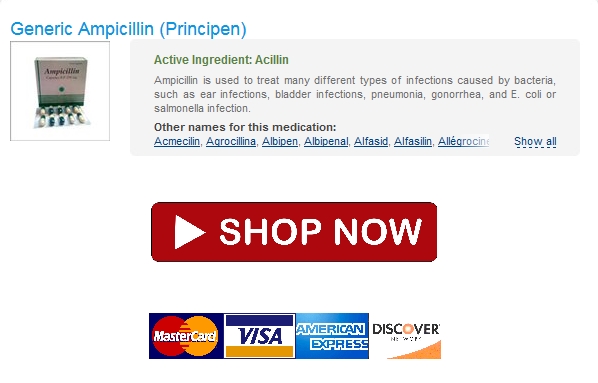 Generic Ampicillin (Principen)
Ampicillin
Active Ingredient: Acillin
Ampicillin is used to treat many different types of infections caused by bacteria,
such as ear infections, bladder infections, pneumonia, gonorrhea, and E. coli or
salmonella infection.
Other names for this medication:
Acmecilin, Agrocillina, Albipen, Albipenal, Alfasid, Alfasilin, Allégrocine Show all
SHOP NOW
MasterCard VISA AMERICAN EXPRESS DISCOVER NETWORK